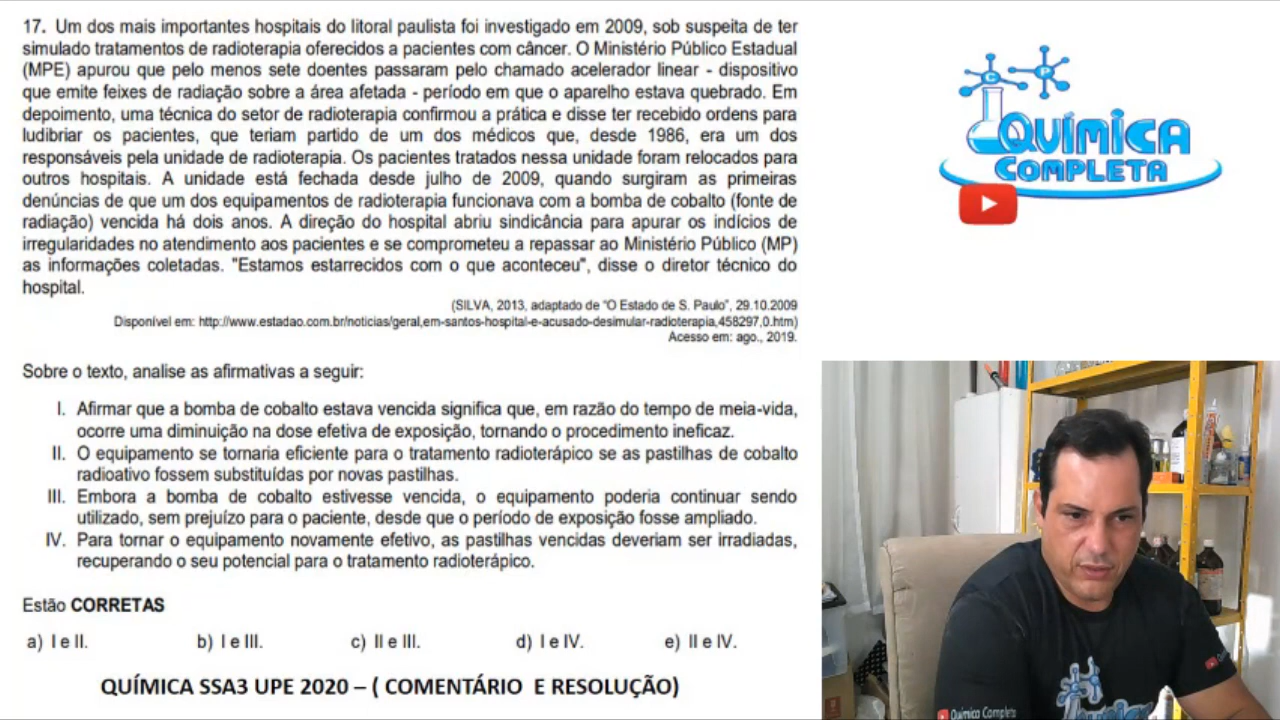 17. Um dos mais importantes hospitais do litoral paulista foi investigado em 2009, sob suspeita de ter
simulado tratamentos de radioterapia oferecidos a pacientes com câncer. O Ministério Público Estadual
(MPE) apurou que pelo menos sete doentes passaram pelo chamado acelerador linear - dispositivo
que emite feixes de radiação sobre a área afetada - período em que o aparelho estava quebrado. Em
depoimento, uma técnica do setor de radioterapia confirmou a prática e disse ter recebido ordens para
ludibriar os pacientes, que teriam partido de um dos médicos que, desde 1986, era um dos
responsáveis pela unidade de radioterapia. Os pacientes tratados nessa unidade foram relocados para
outros hospitais. A unidade está fechada desde julho de 2009, quando surgiram as primeiras
denúncias de que um dos equipamentos de radioterapia funcionava com a bomba de cobalto (fonte de
radiação) vencida há dois anos. A direção do hospital abriu sindicância para apurar os indícios de
irregularidades no atendimento aos pacientes e se comprometeu a repassar ao Ministério Público (MP)
as informações coletadas. "Estamos estarrecidos com o que aconteceu", disse o diretor técnico do
hospital.
(SILVA, 2013, adaptado de "O Estado de S. Paulo", 29.10.2009
Disponível em: http://www.estadao.com.br/noticias/geral,em-santos-hospital-e-acusado-desimular-radioterapia,458297,0.htm)
Acesso em: ago., 2019.
Sobre o texto, analise as afirmativas a seguir:
I. Afirmar que a bomba de cobalto estava vencida significa que, em razão do tempo de meia-vida,
ocorre uma diminuição na dose efetiva de exposição, tornando o procedimento ineficaz.
II. O equipamento se tornaria eficiente para o tratamento radioterápico se as pastilhas de cobalto
radioativo fossem substituídas por novas pastilhas.
III. Embora a bomba de cobalto estivesse vencida, o equipamento poderia continuar sendo
utilizado, sem prejuízo para o paciente, desde que o período de exposição fosse ampliado.
IV. Para tornar o equipamento novamente efetivo, as pastilhas vencidas deveriam ser irradiadas,
recuperando o seu potencial para o tratamento radioterápico.
Estão CORRETAS
a) I e II. b) I e III. c) II e III. d) I e IV. e) II e IV.
QUÍMICA SSA3 UPE 2020 – ( COMENTÁRIO E RESOLUÇÃO)
C P
QUÍMICA
COMPLETA
Química Completa